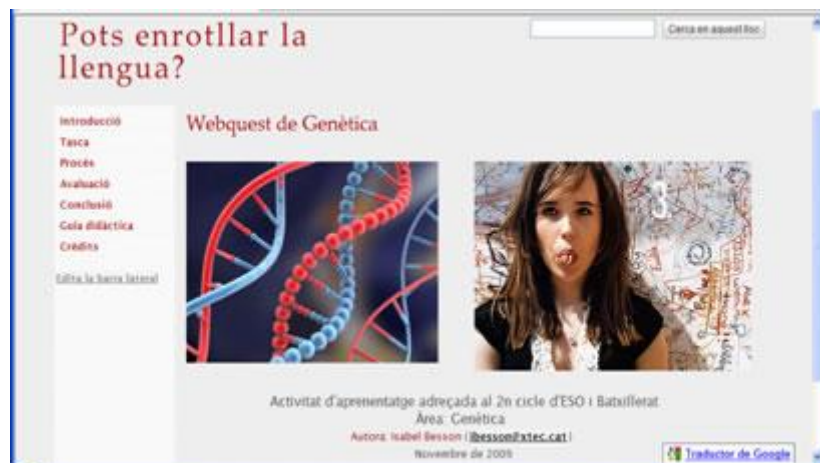 Pots enrotllar la
llengua?
Cerca en aquest lloc
Introducció
Tasca
Procés
Avaluació
Conclusió
Guia didàctica
Crèdits
Edita la barra lateral
Webquest de Genètica
3
Activitat d'aprenentatge adreçada al 2n cicle d'ESO i Batxillerat
Àrea: Genètica
Autora: Isabel Besson (ibesson@xtec.cat)
Novembre de 2009
Traductor de Google